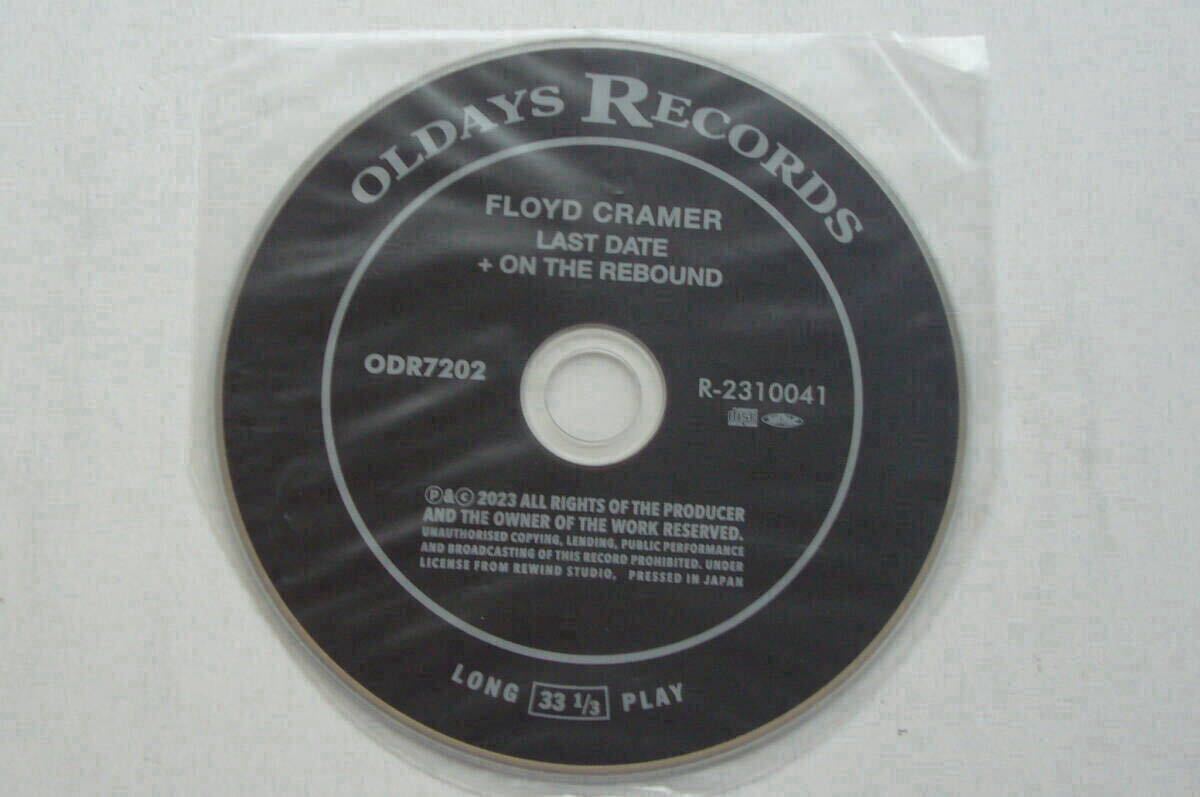 OLDAYS RECORDS
FLOYD CRAMER
LAST DATE
+ ON THE REBOUND
ODR7202
R-2310041
℗&© 2023 ALL RIGHTS OF THE PRODUCER
AND THE OWNER OF THE WORK RESERVED.
UNAUTHORISED COPYING, LENDING, PUBLIC PERFORMANCE
AND BROADCASTING OF THIS RECORD PROHIBITED. UNDER
LICENSE FROM REWIND STUDIO, PRESSED IN JAPAN
LONG 33 1/3 PLAY